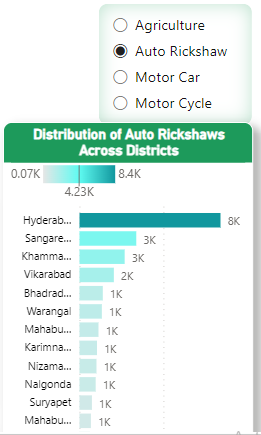 Agriculture
Auto Rickshaw
Motor Car
Motor Cycle
Distribution of Auto Rickshaws
Across Districts
0.07K 8.4K
4.23K
Hyderab... 8K
Sangare... 3K
Khamma... 3K
Vikarabad 2K
Bhadrad... 1K
Warangal 1K
Mahabu... 1K
Karimna... 1K
Nizama... 1K
Nalgonda 1K
Suryapet 1K
Mahabu... 1K